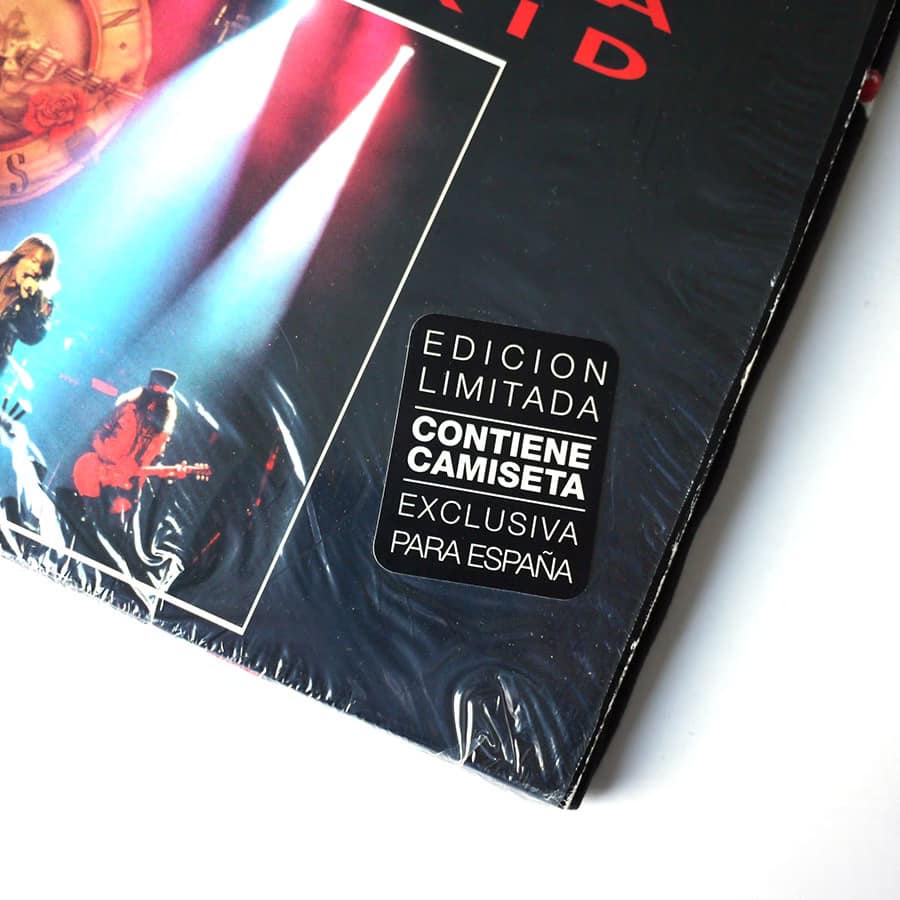 EDICION
LIMITADA
CONTIENE
CAMISETA
EXCLUSIVA
PARA ESPAÑA